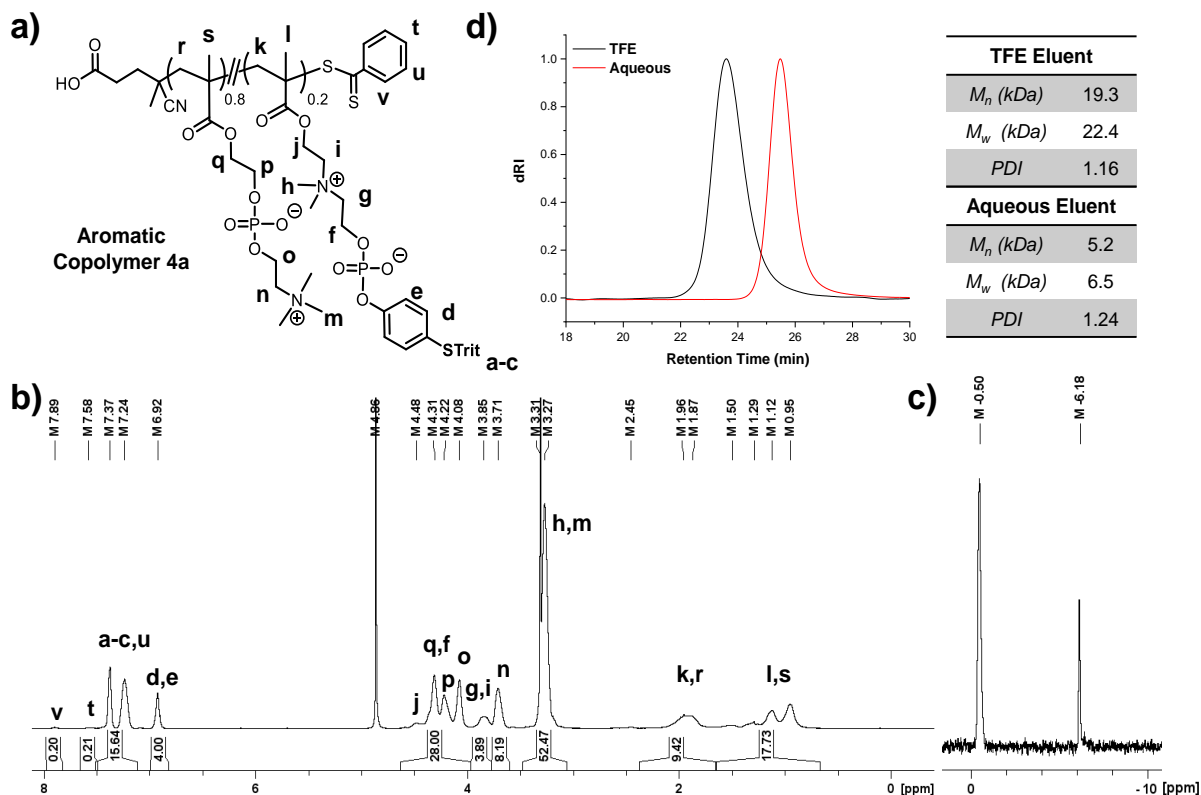 a)
r
s
k
l
t
u
v
O
HO
CN
0.8
0.2
S
S
O
O
O
O
j
i
q
p
h
N
⊕
g
O
O=P-O
⊖
f
O
O
o
O=P-O
⊖
O
n
N
⊕
m
e
d
STrit
a-c
Aromatic
Copolymer 4a
d)
TFE
Aqueous
dRI
1.0
0.8
0.6
0.4
0.2
0.0
18 20 22 24 26 28 30
Retention Time (min)
TFE Eluent
Mn (kDa) 19.3
Mw (kDa) 22.4
PDI 1.16
Aqueous Eluent
Mn (kDa) 5.2
Mw (kDa) 6.5
PDI 1.24
b)
M 7.89
M 7.58
M 7.37
M 7.24
M 6.92
M 4.86
M 4.48
M 4.31
M 4.22
M 4.08
M 3.85
M 3.71
M 3.31
M 3.27
M 2.45
M 1.96
M 1.87
M 1.50
M 1.29
M 1.12
M 0.95
v
t
a-c,u
d,e
j
q,f
p
o
g,i
n
h,m
k,r
l,s
0.20
0.21
15.64
4.00
28.00
3.89
8.19
52.47
9.42
17.73
8 6 4 2 0 [ppm]
c)
M -0.50
M -6.18
0 -10 [ppm]